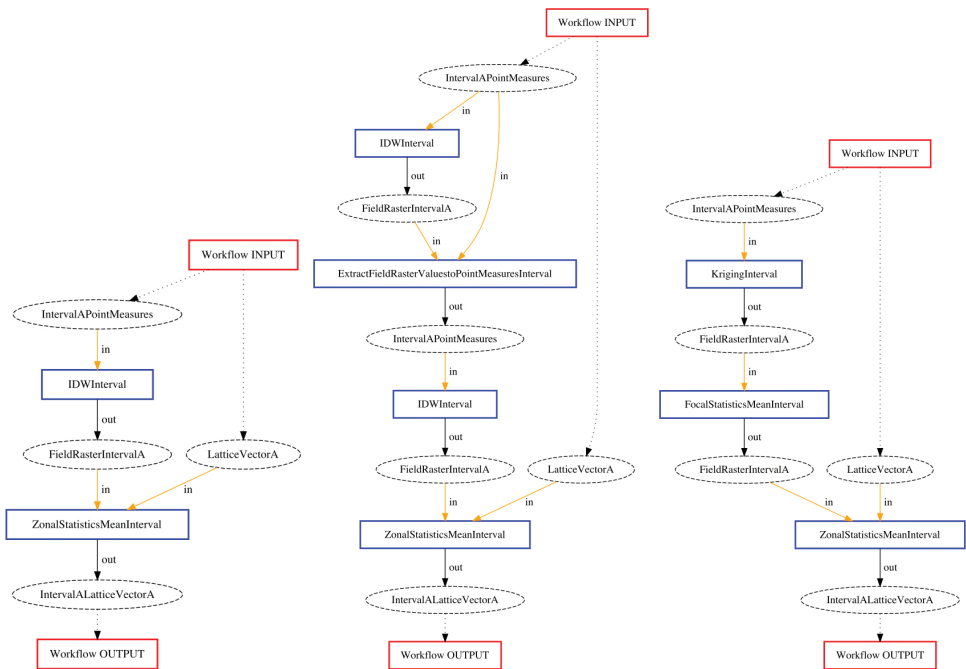 Workflow INPUT
IntervalAPointMeasures
in
IDWInterval
out
FieldRasterIntervalA
LatticeVectorA
in
in
ZonalStatisticsMeanInterval
out
IntervalALatticeVectorA
Workflow OUTPUT
Workflow INPUT
IntervalAPointMeasures
in
IDWInterval
in
out
FieldRasterIntervalA
in
ExtractFieldRasterValuestoPointMeasuresInterval
out
IntervalAPointMeasures
in
IDWInterval
out
FieldRasterIntervalA
LatticeVectorA
in
in
ZonalStatisticsMeanInterval
out
IntervalALatticeVectorA
Workflow OUTPUT
Workflow INPUT
IntervalAPointMeasures
in
KrigingInterval
out
FieldRasterIntervalA
in
FocalStatisticsMeanInterval
out
FieldRasterIntervalA
LatticeVectorA
in
in
ZonalStatisticsMeanInterval
out
IntervalALatticeVectorA
Workflow OUTPUT